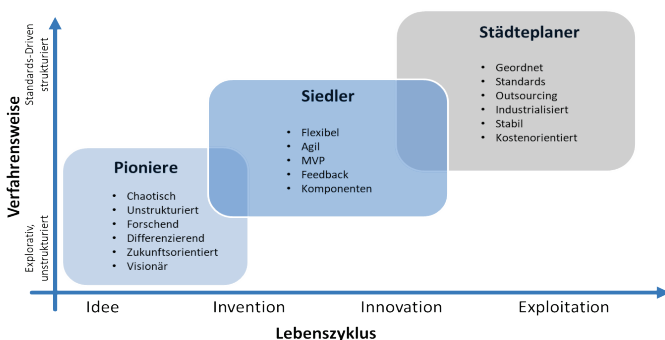 Städteplaner
• Geordnet
• Standards
• Outsourcing
• Industrialisiert
• Stabil
• Kostenorientiert
Siedler
• Flexibel
• Agil
• MVP
• Feedback
• Komponenten
Pioniere
• Chaotisch
• Unstrukturiert
• Forschend
• Differenzierend
• Zukunftsorientiert
• Visionär
Verfahrensweise
Standards-Driven
strukturiert
Explorativ,
unstrukturiert
Idee Invention Innovation Exploitation
Lebenszyklus